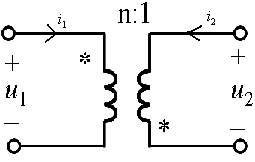 i₁ n:1 i₂
+ * +
u₁ u₂
− * −